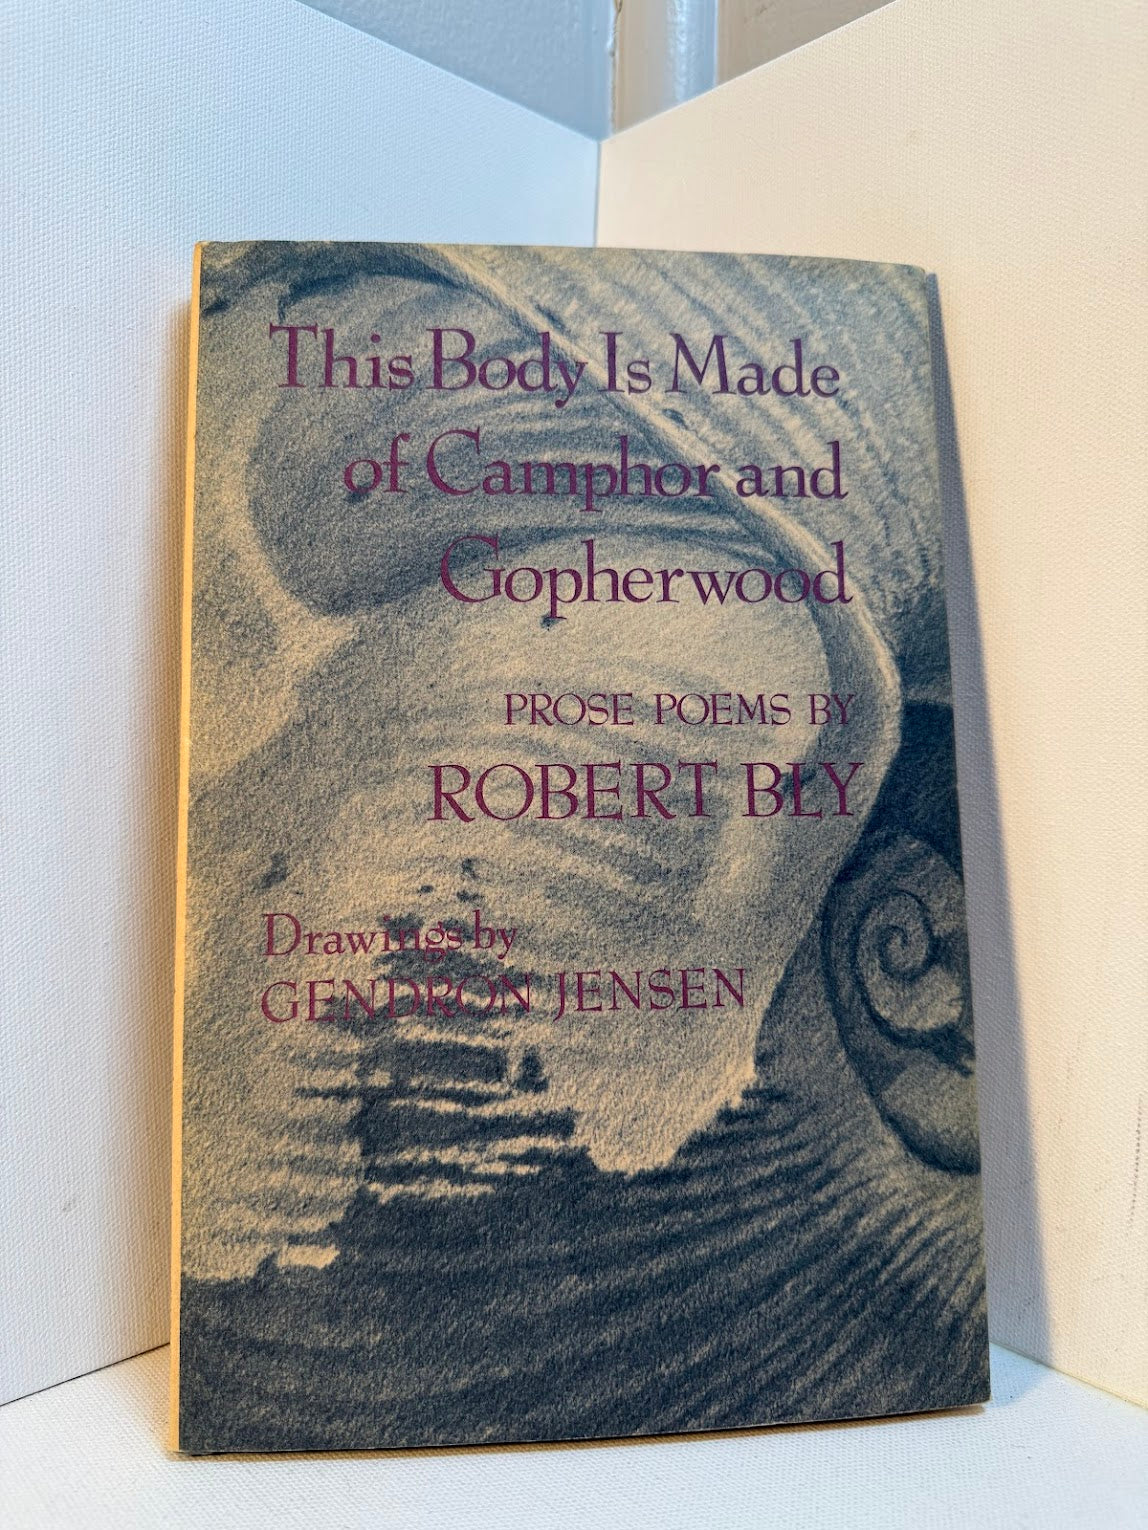 This Body Is Made
of Camphor and
Gopherwood
PROSE POEMS BY
ROBERT BLY
Drawings by
GENDRON JENSEN